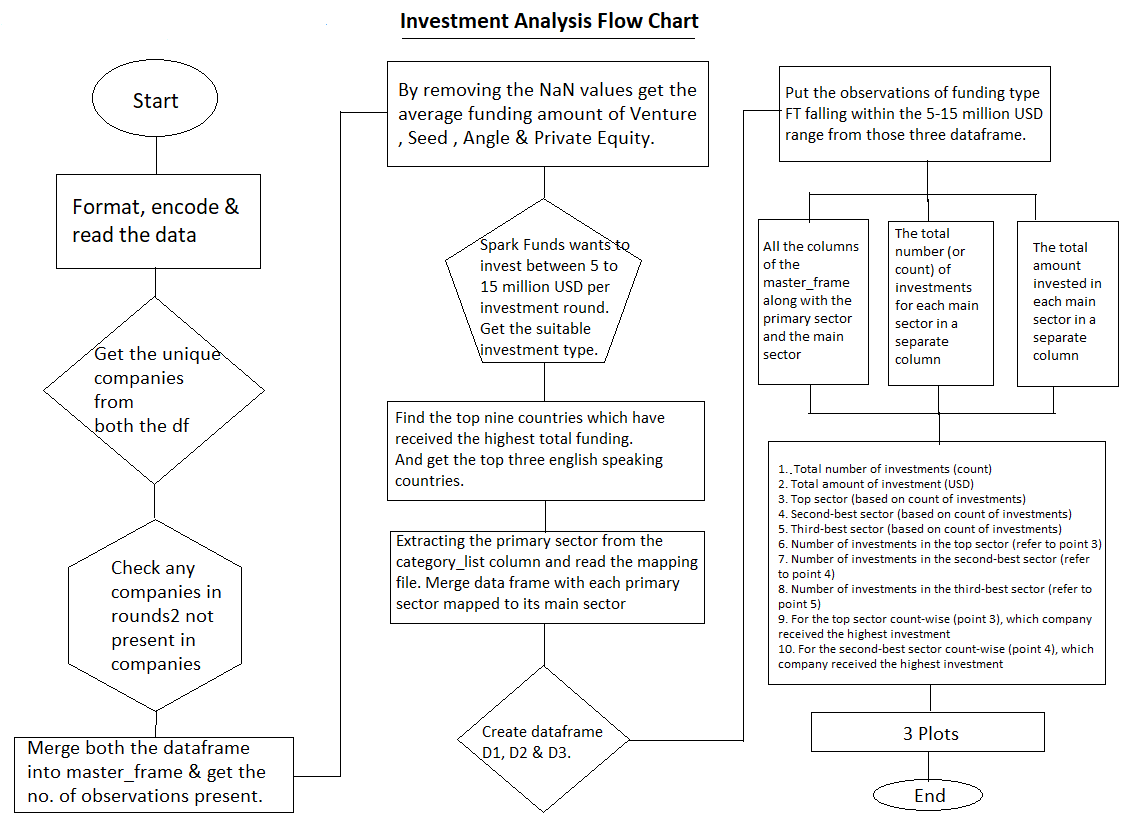 Investment Analysis Flow Chart
Start
Format, encode &
read the data
Get the unique
companies
from
both the df
Check any
companies in
rounds2 not
present in
companies
Merge both the dataframe
into master_frame & get the
no. of observations present.
By removing the NaN values get the
average funding amount of Venture
, Seed , Angle & Private Equity.
Spark Funds wants to
invest between 5 to
15 million USD per
investment round.
Get the suitable
investment type.
Find the top nine countries which have
received the highest total funding.
And get the top three english speaking
countries.
Extracting the primary sector from the
category_list column and read the mapping
file. Merge data frame with each primary
sector mapped to its main sector
Create dataframe
D1, D2 & D3.
Put the observations of funding type
FT falling within the 5-15 million USD
range from those three dataframe.
All the columns
of the
master_frame
along with the
primary sector
and the main
sector
The total
number (or
count) of
investments
for each main
sector in a
separate
column
The total
amount
invested in
each main
sector in a
separate
column
1. . Total number of investments (count)
2. Total amount of investment (USD)
3. Top sector (based on count of investments)
4. Second-best sector (based on count of investments)
5. Third-best sector (based on count of investments)
6. Number of investments in the top sector (refer to point 3)
7. Number of investments in the second-best sector (refer
to point 4)
8. Number of investments in the third-best sector (refer to
point 5)
9. For the top sector count-wise (point 3), which company
received the highest investment
10. For the second-best sector count-wise (point 4), which
company received the highest investment
3 Plots
End